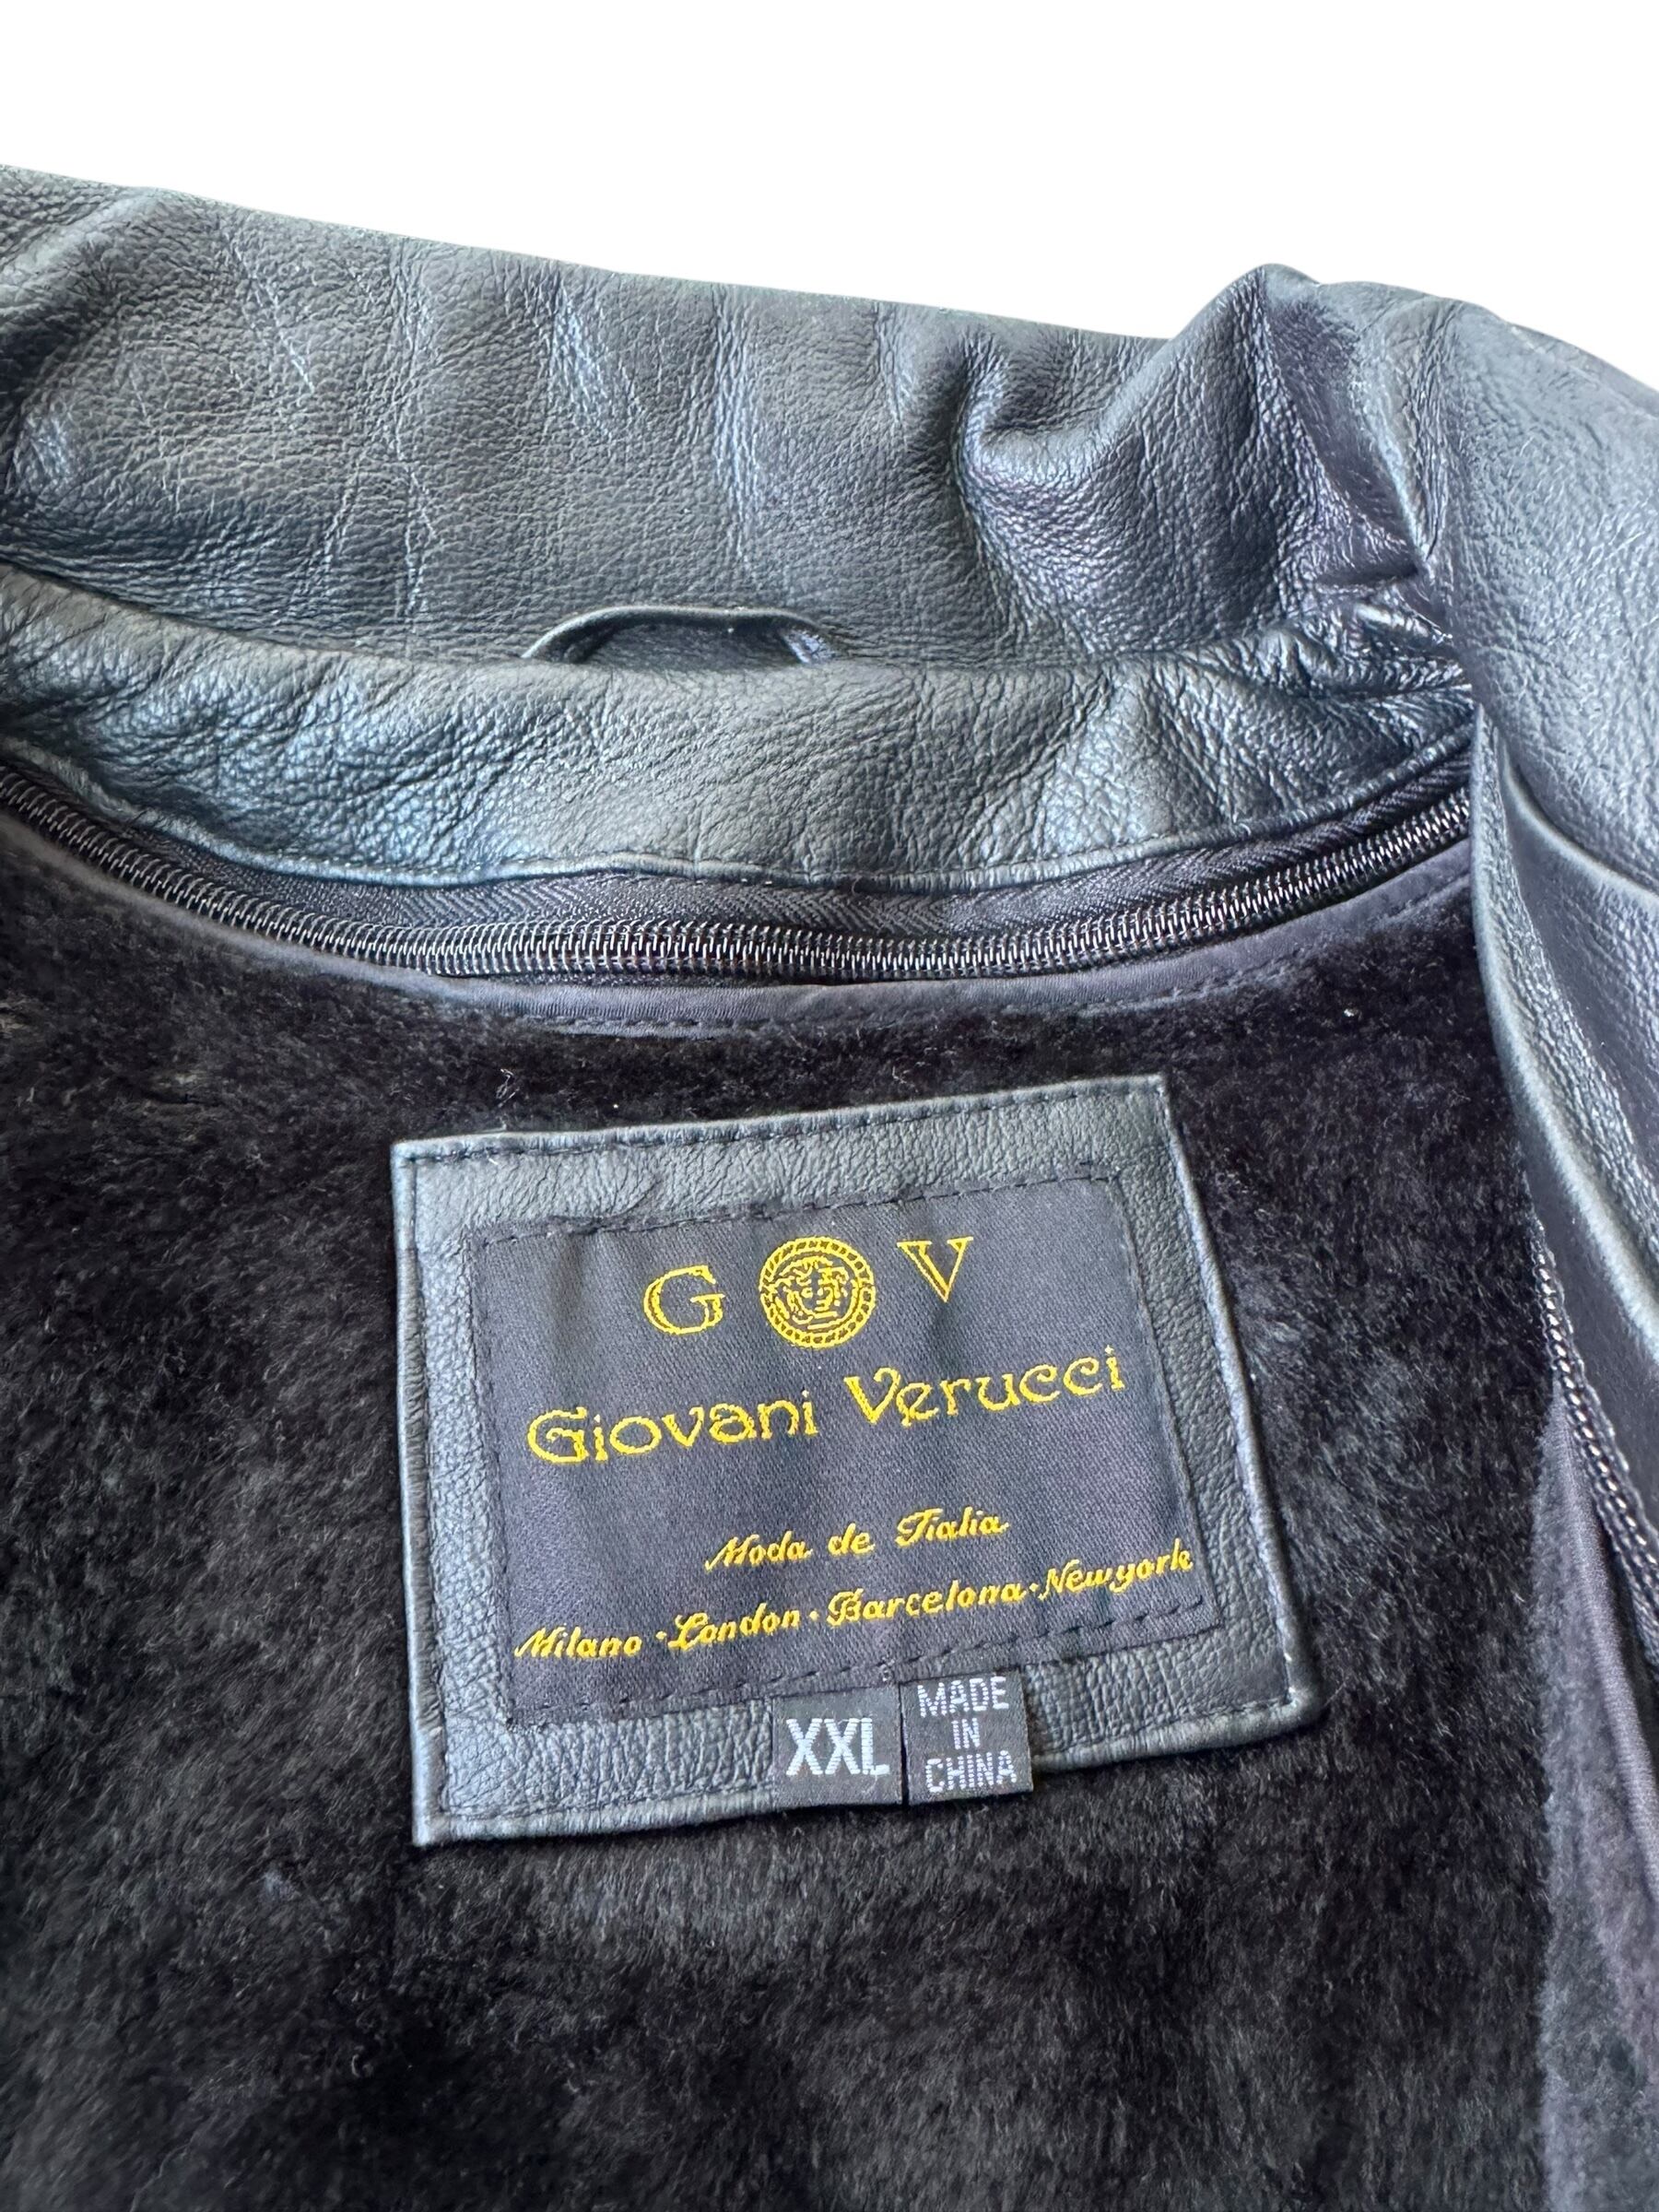 G V
Giovani Verucci
Moda de Tialia
Milano · London · Barcelona · Newyork
XXL
MADE
IN
CHINA